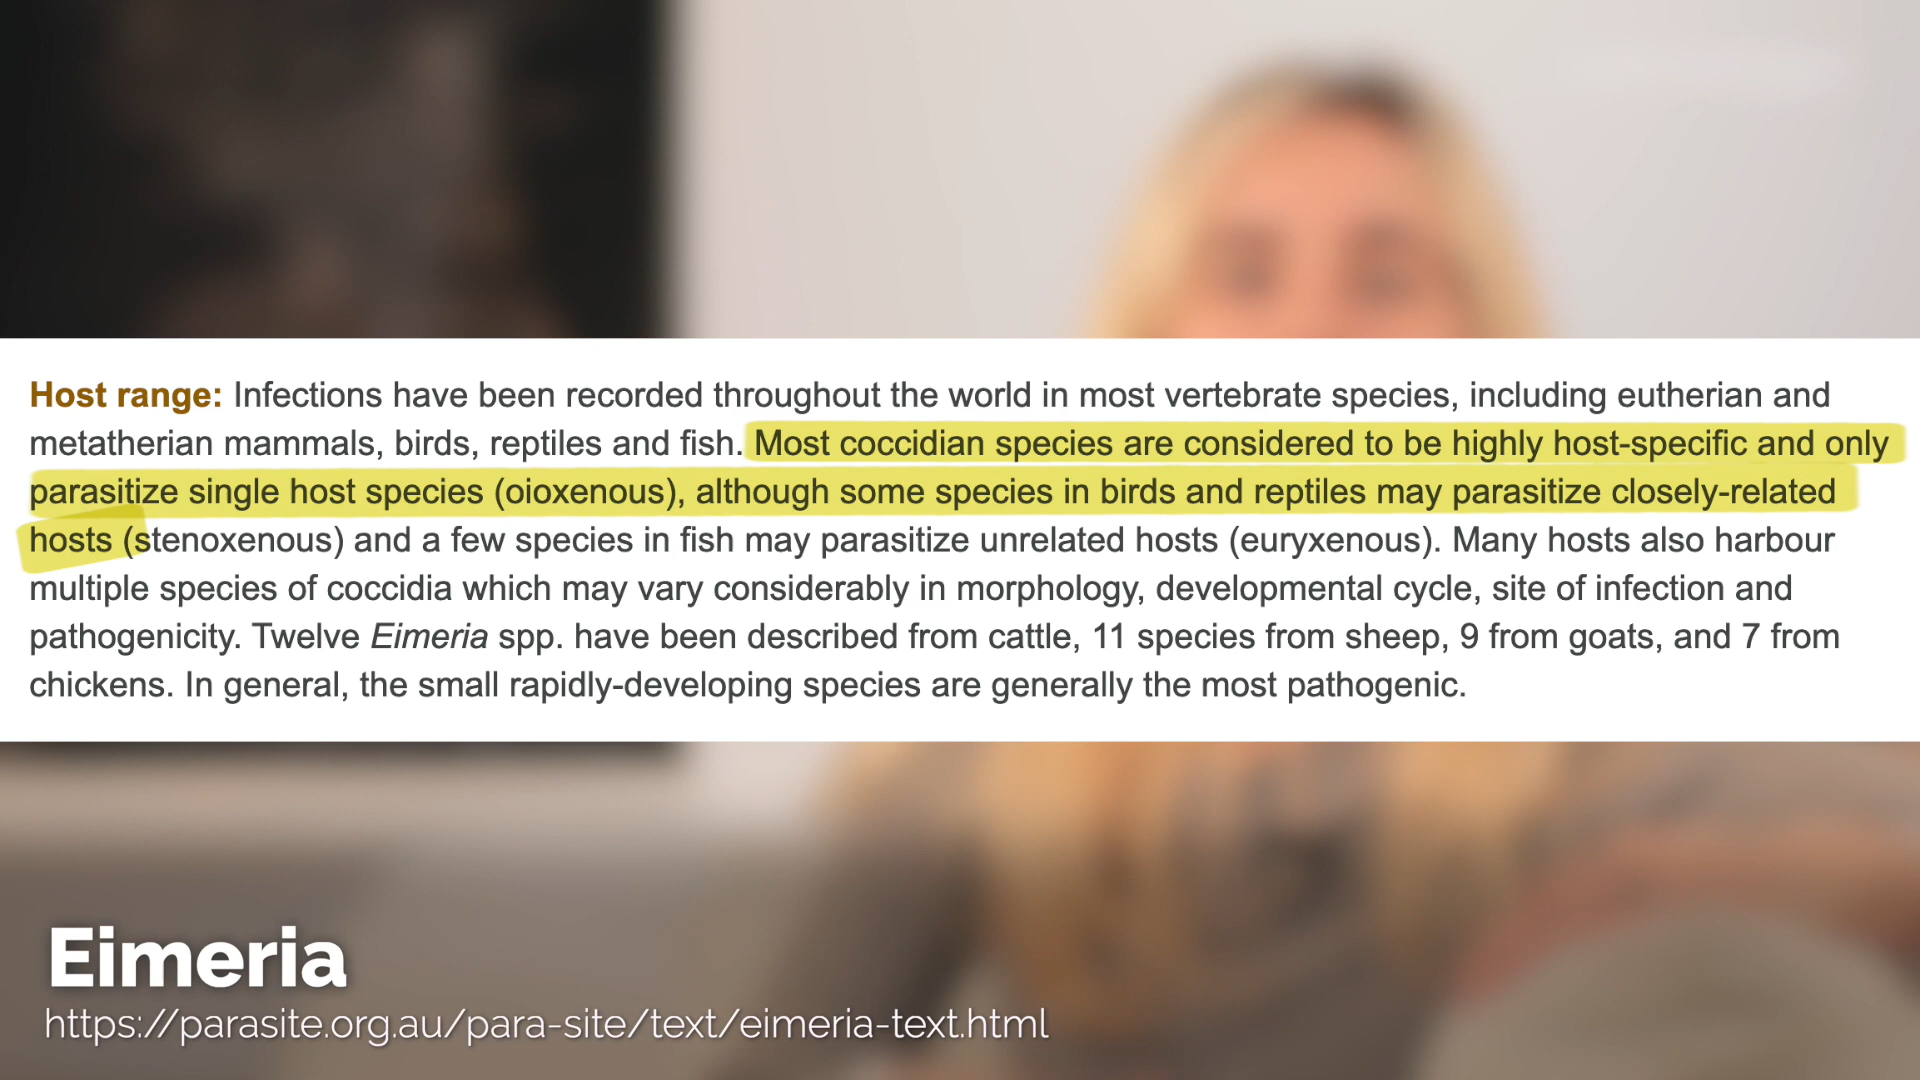 Host range: Infections have been recorded throughout the world in most vertebrate species, including eutherian and
metatherian mammals, birds, reptiles and fish. Most coccidian species are considered to be highly host-specific and only
parasitize single host species (oioxenous), although some species in birds and reptiles may parasitize closely-related
hosts (stenoxenous) and a few species in fish may parasitize unrelated hosts (euryxenous). Many hosts also harbour
multiple species of coccidia which may vary considerably in morphology, developmental cycle, site of infection and
pathogenicity. Twelve Eimeria spp. have been described from cattle, 11 species from sheep, 9 from goats, and 7 from
chickens. In general, the small rapidly-developing species are generally the most pathogenic.
Eimeria
https://parasite.org.au/para-site/text/eimeria-text.html